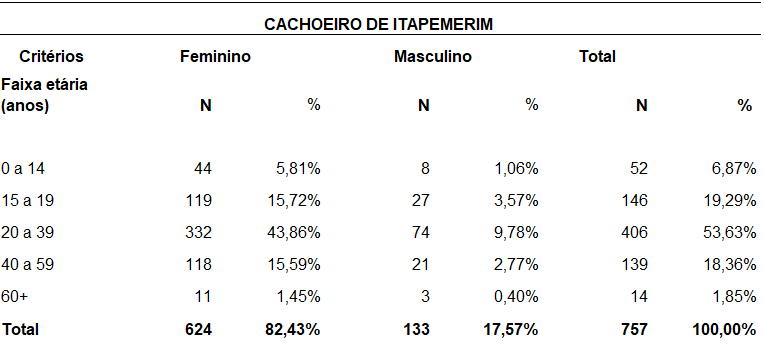 CACHOEIRO DE ITAPEMERIM
Critérios Feminino Masculino Total
Faixa etária (anos) N % N % N %
0 a 14 44 5,81% 8 1,06% 52 6,87%
15 a 19 119 15,72% 27 3,57% 146 19,29%
20 a 39 332 43,86% 74 9,78% 406 53,63%
40 a 59 118 15,59% 21 2,77% 139 18,36%
60+ 11 1,45% 3 0,40% 14 1,85%
Total 624 82,43% 133 17,57% 757 100,00%